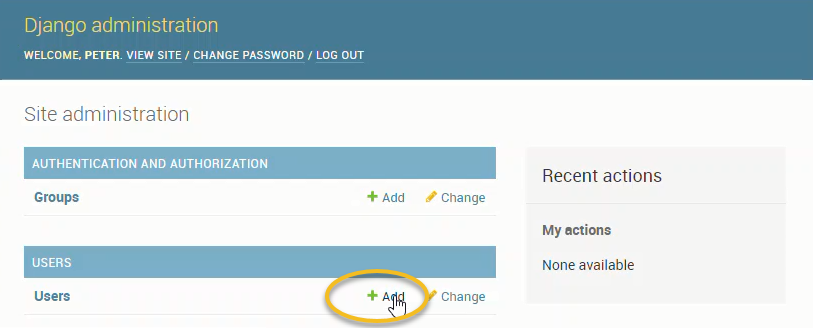 Django administration
WELCOME, PETER. VIEW SITE / CHANGE PASSWORD / LOG OUT
Site administration
AUTHENTICATION AND AUTHORIZATION
Groups Add Change
USERS
Users Add Change
Recent actions
My actions
None available